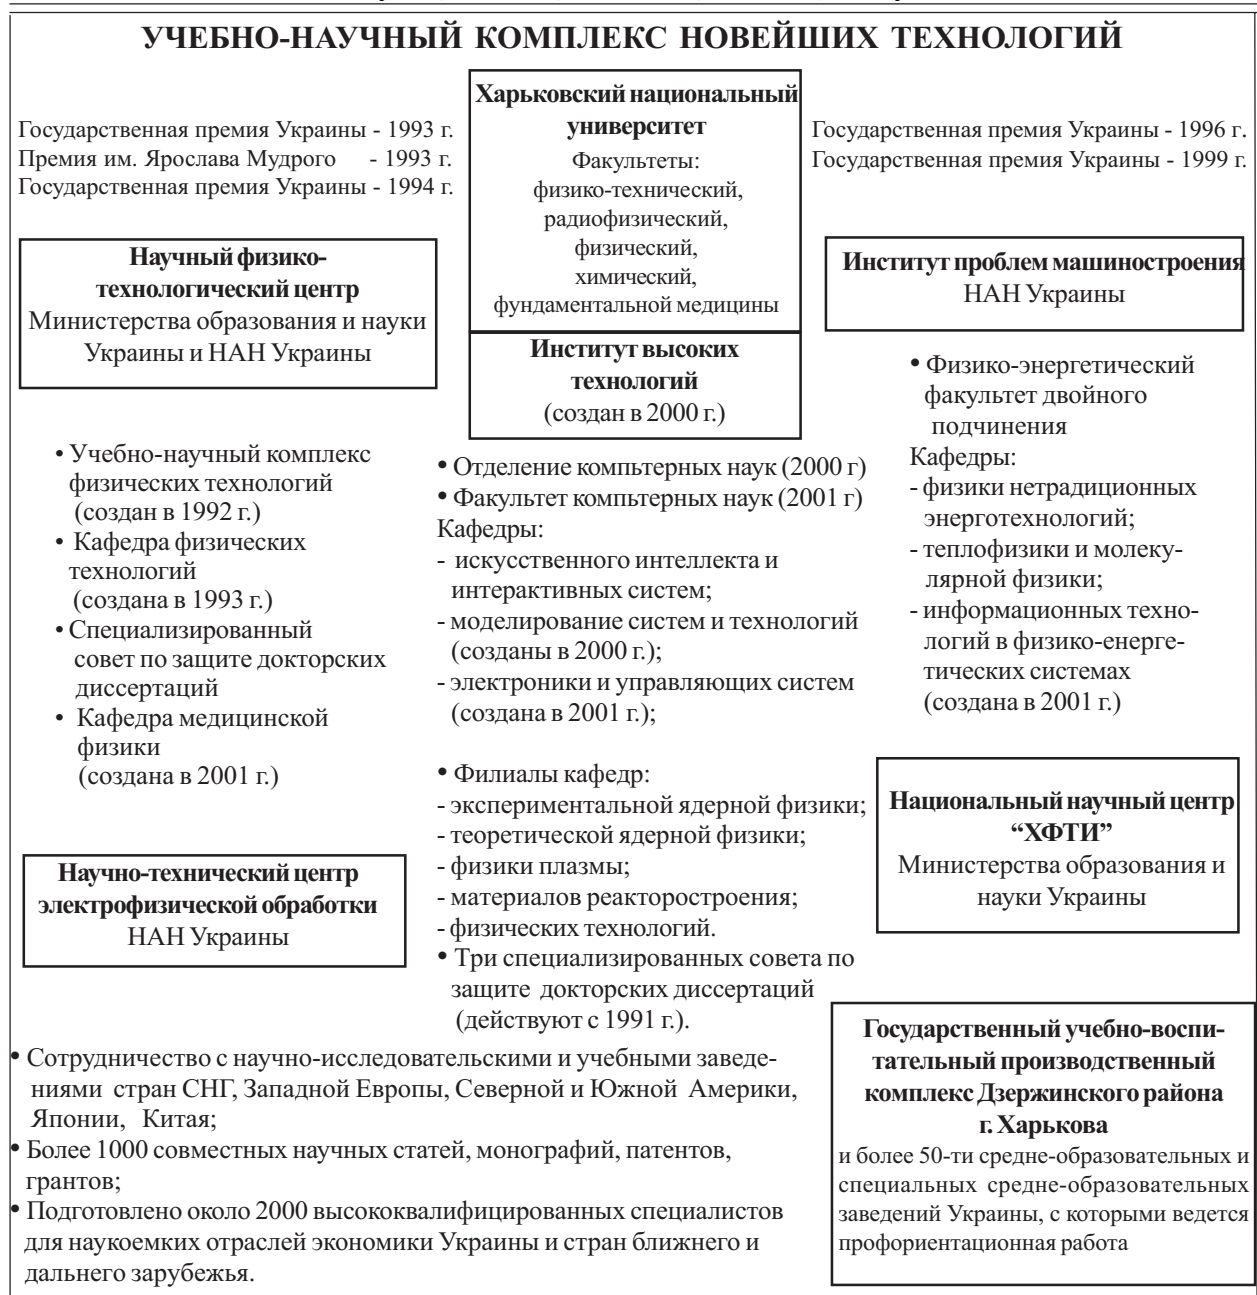 УЧЕБНО-НАУЧНЫЙ КОМПЛЕКС НОВЕЙШИХ ТЕХНОЛОГИЙ
Государственная премия Украины - 1993 г.
Премия им. Ярослава Мудрого - 1993 г.
Государственная премия Украины - 1994 г.
Харьковский национальный
университет
Факультеты:
физико-технический,
радиофизический,
физический,
химический,
фундаментальной медицины
Государственная премия Украины - 1996 г.
Государственная премия Украины - 1999 г.
Научный физико-
технологический центр
Министерства образования и науки
Украины и НАН Украины
Институт высоких
технологий
(создан в 2000 г.)
Институт проблем машиностроения
НАН Украины
• Учебно-научный комплекс
физических технологий
(создан в 1992 г.)
• Кафедра физических
технологий
(создана в 1993 г.)
• Специализированный
совет по защите докторских
диссертаций
• Кафедра медицинской
физики
(создана в 2001 г.)
• Отделение компьтерных наук (2000 г)
• Факультет компьтерных наук (2001 г)
Кафедры:
- искусственного интеллекта и
интерактивных систем;
- моделирование систем и технологий
(созданы в 2000 г.);
- электроники и управляющих систем
(создана в 2001 г.);
• Физико-энергетический
факультет двойного
подчинения
Кафедры:
- физики нетрадиционных
энерготехнологий;
- теплофизики и молеку-
лярной физики;
- информационных техно-
логий в физико-енерге-
тических системах
(создана в 2001 г.)
Научно-технический центр
электрофизической обработки
НАН Украины
• Филиалы кафедр:
- экспериментальной ядерной физики;
- теоретической ядерной физики;
- физики плазмы;
- материалов реакторостроения;
- физических технологий.
• Три специализированных совета по
защите докторских диссертаций
(действуют с 1991 г.).
Национальный научный центр
“ХФТИ”
Министерства образования и
науки Украины
• Сотрудничество с научно-исследовательскими и учебными заведе-
ниями стран СНГ, Западной Европы, Северной и Южной Америки,
Японии, Китая;
• Более 1000 совместных научных статей, монографий, патентов,
грантов;
• Подготовлено около 2000 высококвалифицированных специалистов
для наукоемких отраслей экономики Украины и стран ближнего и
дальнего зарубежья.
Государственный учебно-воспи-
тательный производственный
комплекс Дзержинского района
г. Харькова
и более 50-ти средне-образовательных и
специальных средне-образовательных
заведений Украины, с которыми ведется
профориентационная работа